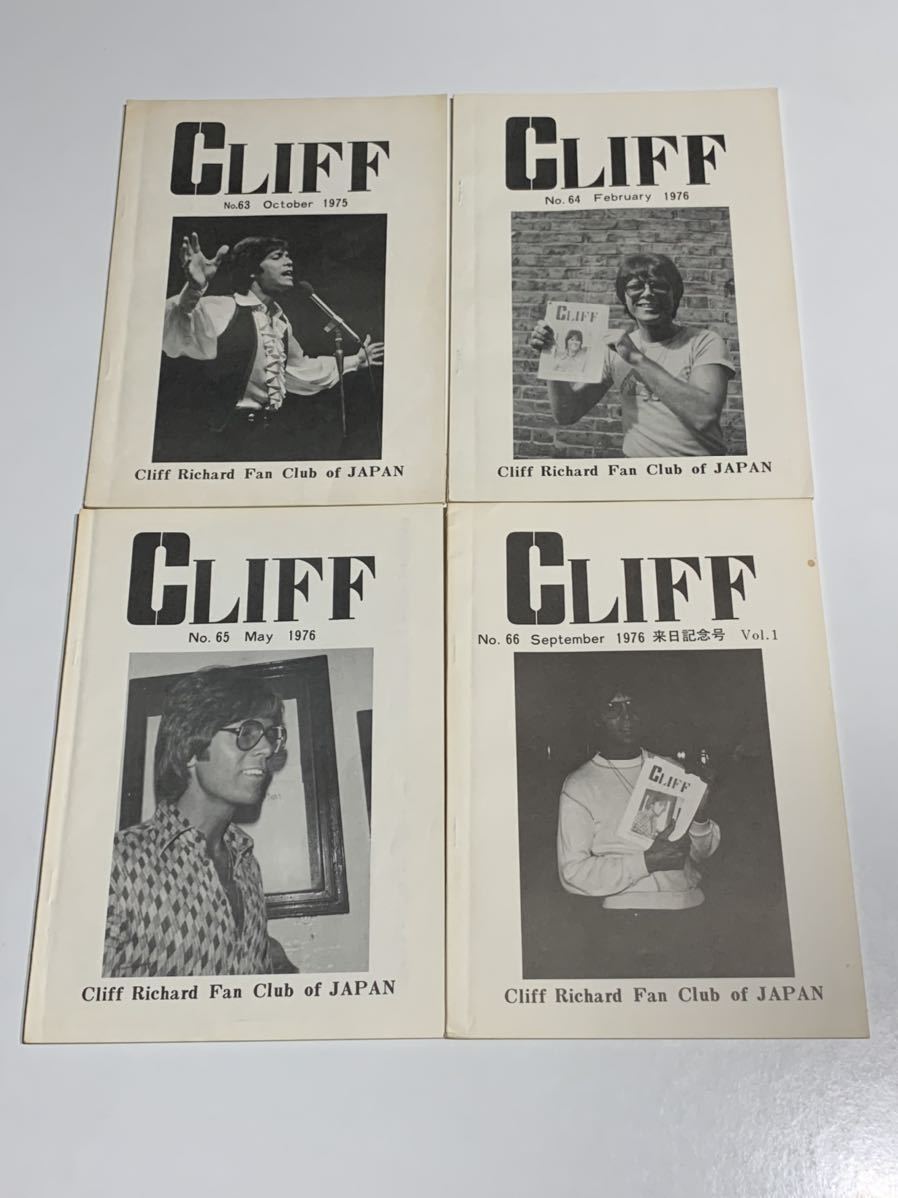 CLIFF
No.63 October 1975
Cliff Richard Fan Club of JAPAN
CLIFF
No. 64 February 1976
CLIFF
Cliff Richard Fan Club of JAPAN
CLIFF
No. 65 May 1976
Cliff Richard Fan Club of JAPAN
CLIFF
No. 66 September 1976 来日記念号 Vol.1
CLIFF
Cliff Richard Fan Club of JAPAN